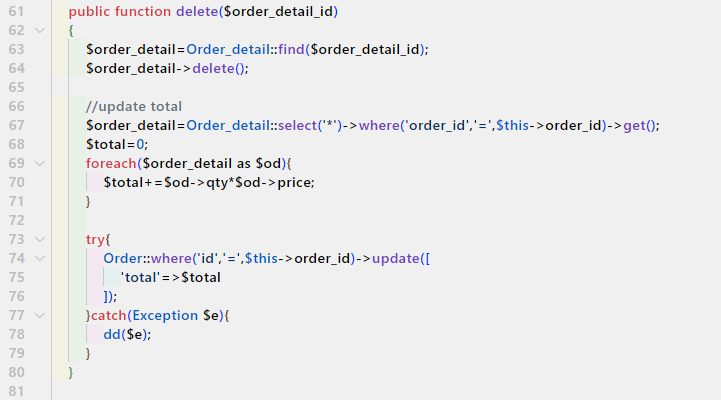 61 public function delete($order_detail_id)
62 {
63 $order_detail=Order_detail::find($order_detail_id);
64 $order_detail->delete();
65
66 //update total
67 $order_detail=Order_detail::select('*')->where('order_id','=',$this->order_id)->get();
68 $total=0;
69 foreach($order_detail as $od){
70 $total+=$od->qty*$od->price;
71 }
72
73 try{
74 Order::where('id','=',$this->order_id)->update([
75 'total'=>$total
76 ]);
77 }catch(Exception $e){
78 dd($e);
79 }
80 }
81